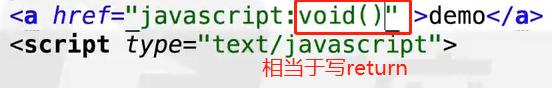 <a href="javascript:void()" >demo</a>
<script type="text/javascript">
相当于写return